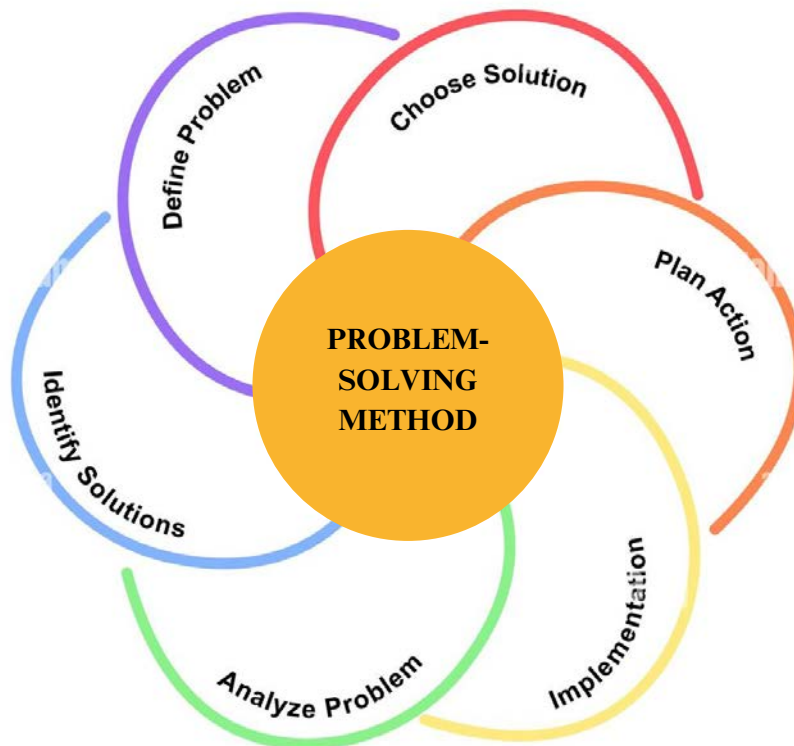 Define Problem
Choose Solution
Plan Action
PROBLEM-
SOLVING
METHOD
Identify Solutions
Implementation
Analyze Problem